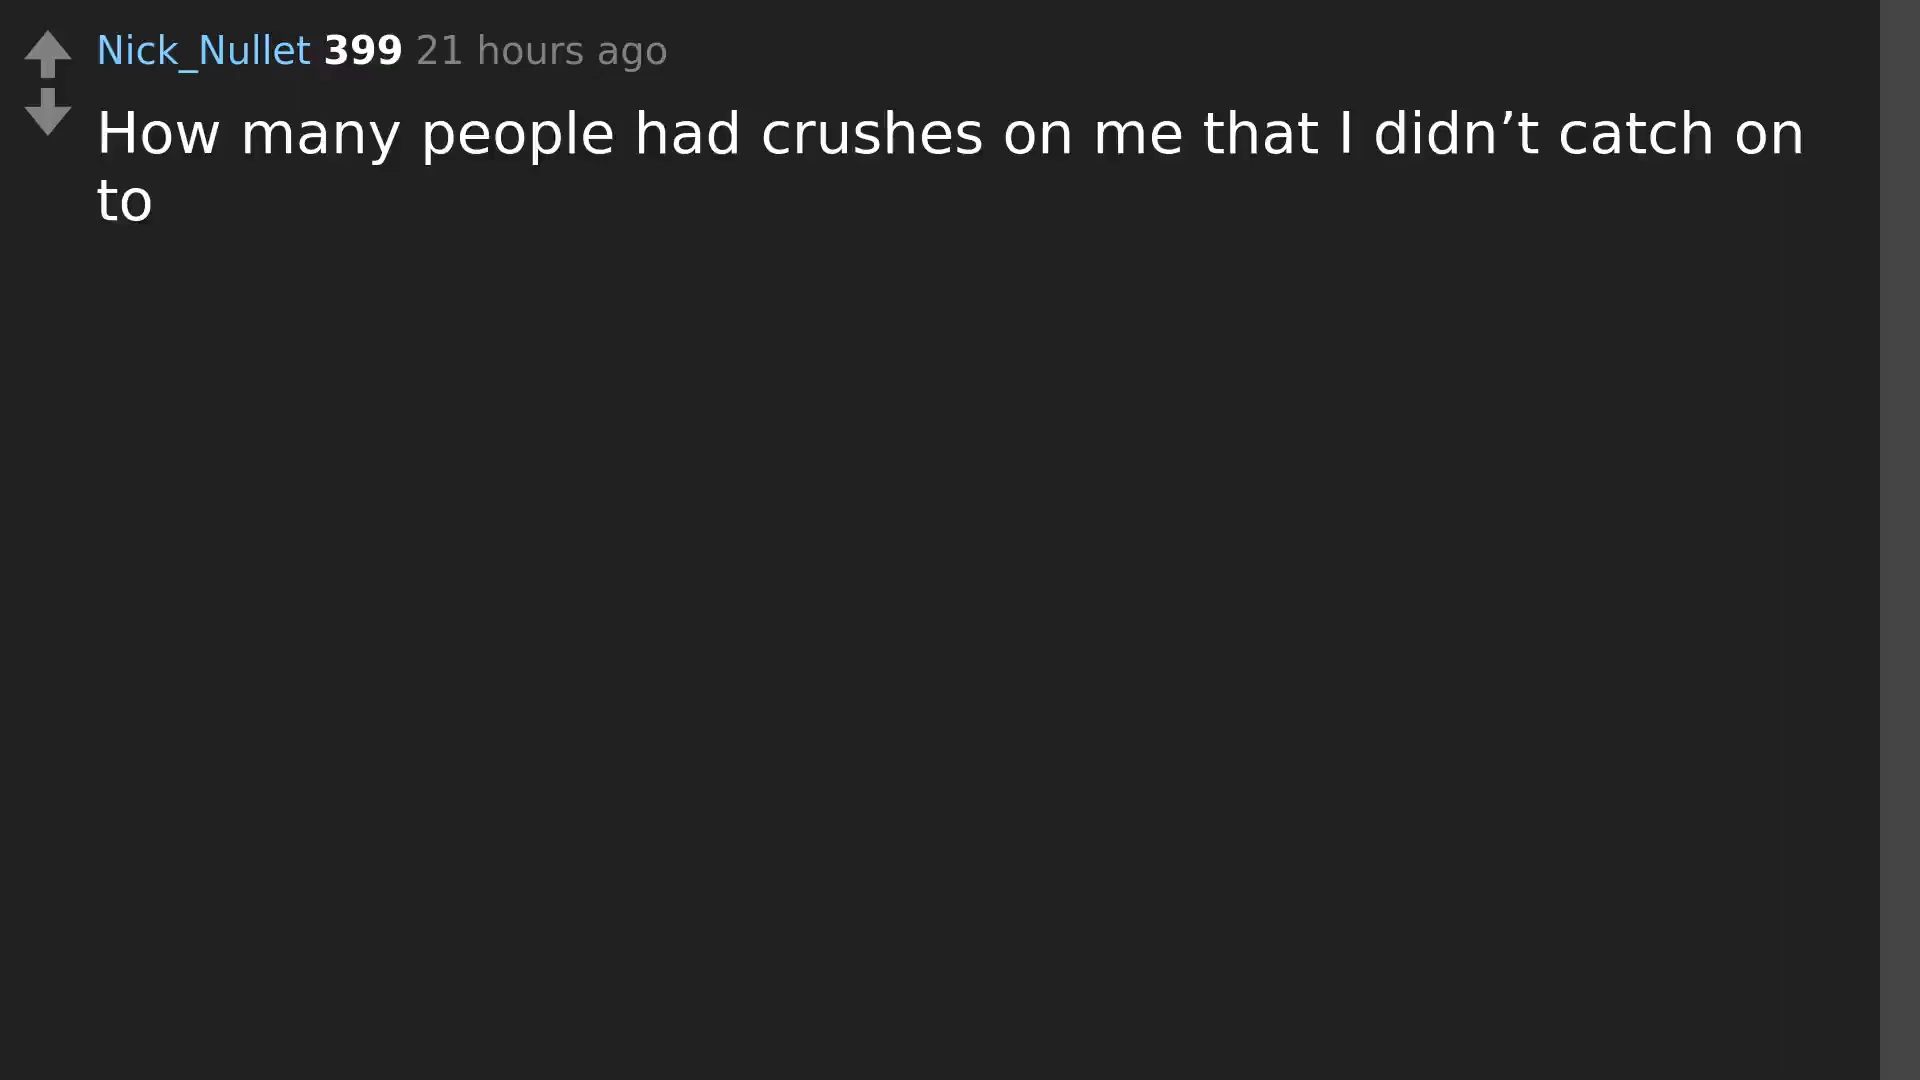 Nick_Nullet 399 21 hours ago
How many people had crushes on me that I didn’t catch on
to